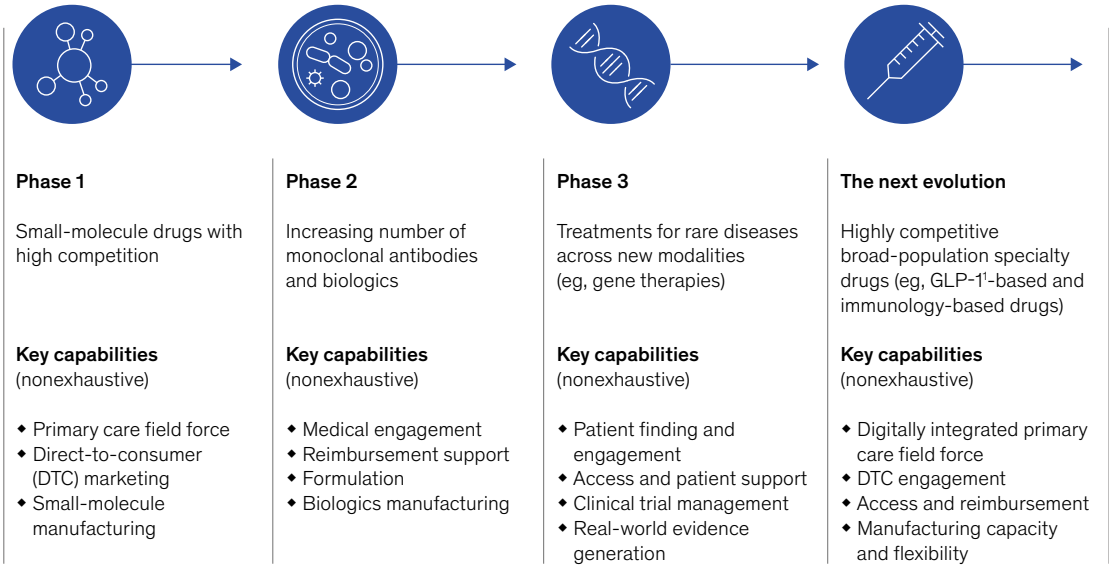 Phase 1
Small-molecule drugs with
high competition
Key capabilities
(nonexhaustive)
◆ Primary care field force
◆ Direct-to-consumer
(DTC) marketing
◆ Small-molecule
manufacturing
Phase 2
Increasing number of
monoclonal antibodies
and biologics
Key capabilities
(nonexhaustive)
◆ Medical engagement
◆ Reimbursement support
◆ Formulation
◆ Biologics manufacturing
Phase 3
Treatments for rare diseases
across new modalities
(eg, gene therapies)
Key capabilities
(nonexhaustive)
◆ Patient finding and
engagement
◆ Access and patient support
◆ Clinical trial management
◆ Real-world evidence
generation
The next evolution
Highly competitive
broad-population specialty
drugs (eg, GLP-1¹-based and
immunology-based drugs)
Key capabilities
(nonexhaustive)
◆ Digitally integrated primary
care field force
◆ DTC engagement
◆ Access and reimbursement
◆ Manufacturing capacity
and flexibility